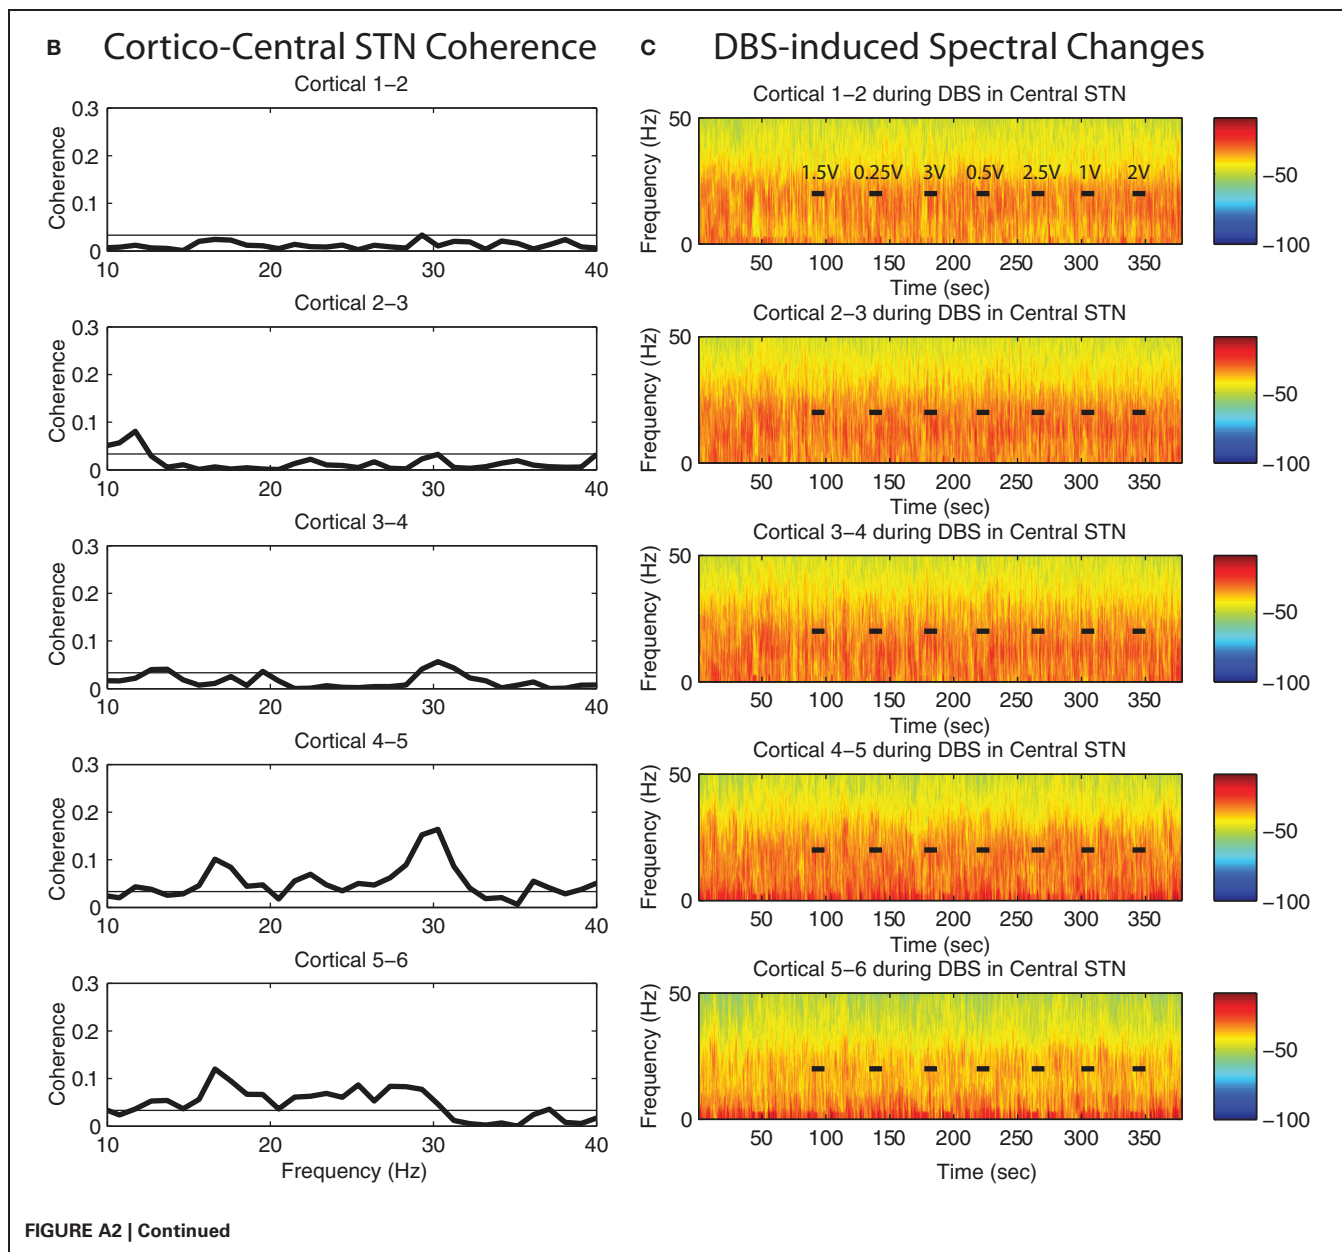 B Cortico-Central STN Coherence
Cortical 1–2
0.3
0.2
0.1
0
Coherence
10 20 30 40
Cortical 2–3
0.3
0.2
0.1
0
Coherence
10 20 30 40
Cortical 3–4
0.3
0.2
0.1
0
Coherence
10 20 30 40
Cortical 4–5
0.3
0.2
0.1
0
Coherence
10 20 30 40
Cortical 5–6
0.3
0.2
0.1
0
Coherence
10 20 30 40
Frequency (Hz)
C DBS-induced Spectral Changes
Cortical 1–2 during DBS in Central STN
50
0
Frequency (Hz)
1.5V 0.25V 3V 0.5V 2.5V 1V 2V
50 100 150 200 250 300 350
Time (sec)
−50
−100
Cortical 2–3 during DBS in Central STN
50
0
Frequency (Hz)
50 100 150 200 250 300 350
Time (sec)
−50
−100
Cortical 3–4 during DBS in Central STN
50
0
Frequency (Hz)
50 100 150 200 250 300 350
Time (sec)
−50
−100
Cortical 4–5 during DBS in Central STN
50
0
Frequency (Hz)
50 100 150 200 250 300 350
Time (sec)
−50
−100
Cortical 5–6 during DBS in Central STN
50
0
Frequency (Hz)
50 100 150 200 250 300 350
Time (sec)
−50
−100
FIGURE A2 | Continued